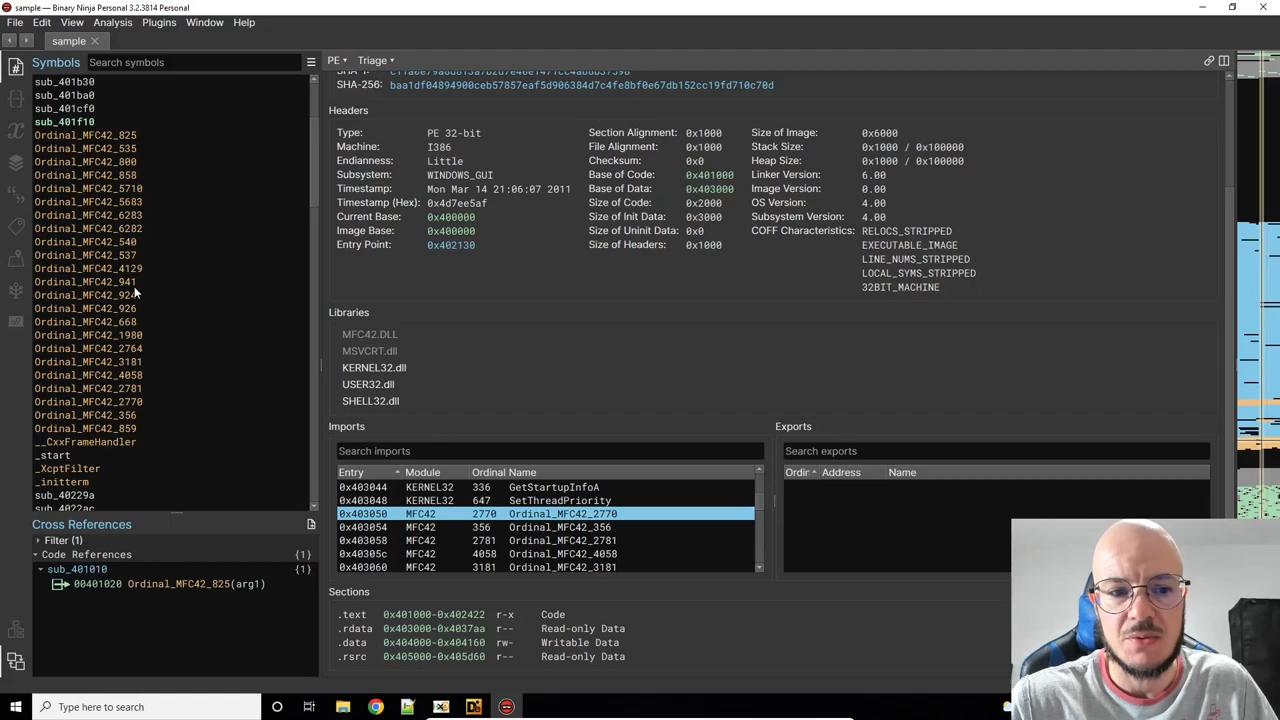 sample — Binary Ninja Personal 3.2.3814 Personal
File Edit View Analysis Plugins Window Help
sample
Symbols
Search symbols
sub_401b30
sub_401ba0
sub_401cf0
sub_401f10
Ordinal_MFC42_825
Ordinal_MFC42_535
Ordinal_MFC42_800
Ordinal_MFC42_858
Ordinal_MFC42_5710
Ordinal_MFC42_5683
Ordinal_MFC42_6283
Ordinal_MFC42_6282
Ordinal_MFC42_540
Ordinal_MFC42_537
Ordinal_MFC42_4129
Ordinal_MFC42_941
Ordinal_MFC42_924
Ordinal_MFC42_926
Ordinal_MFC42_668
Ordinal_MFC42_1980
Ordinal_MFC42_2764
Ordinal_MFC42_3181
Ordinal_MFC42_4058
Ordinal_MFC42_2781
Ordinal_MFC42_2770
Ordinal_MFC42_356
Ordinal_MFC42_859
__CxxFrameHandler
_start
_XcptFilter
_initterm
sub_40229a
sub_4022ac
Cross References
Filter (1)
Code References {1}
sub_401010 {1}
00401020 Ordinal_MFC42_825(arg1)
PE Triage
SHA-256: baa1df04894900ceb57857eaf5d906384d7c4fe8bf0e67db152cc19fd710c70d
Headers
Type: PE 32-bit Section Alignment: 0x1000 Size of Image: 0x6000
Machine: I386 File Alignment: 0x1000 Stack Size: 0x1000 / 0x100000
Endianness: Little Checksum: 0x0 Heap Size: 0x1000 / 0x100000
Subsystem: WINDOWS_GUI Base of Code: 0x401000 Linker Version: 6.00
Timestamp: Mon Mar 14 21:06:07 2011 Base of Data: 0x403000 Image Version: 0.00
Timestamp (Hex): 0x4d7ee5af Size of Code: 0x2000 OS Version: 4.00
Current Base: 0x400000 Size of Init Data: 0x3000 Subsystem Version: 4.00
Image Base: 0x400000 Size of Uninit Data: 0x0 COFF Characteristics: RELOCS_STRIPPED
Entry Point: 0x402130 Size of Headers: 0x1000 EXECUTABLE_IMAGE
LINE_NUMS_STRIPPED
LOCAL_SYMS_STRIPPED
32BIT_MACHINE
Libraries
MFC42.DLL
MSVCRT.dll
KERNEL32.dll
USER32.dll
SHELL32.dll
Imports
Search imports
Entry Module Ordinal Name
0x403044 KERNEL32 336 GetStartupInfoA
0x403048 KERNEL32 647 SetThreadPriority
0x403050 MFC42 2770 Ordinal_MFC42_2770
0x403054 MFC42 356 Ordinal_MFC42_356
0x403058 MFC42 2781 Ordinal_MFC42_2781
0x40305c MFC42 4058 Ordinal_MFC42_4058
0x403060 MFC42 3181 Ordinal_MFC42_3181
Exports
Search exports
Ordir Address Name
Sections
.text 0x401000-0x402422 r-x Code
.rdata 0x403000-0x4037aa r-- Read-only Data
.data 0x404000-0x404160 rw- Writable Data
.rsrc 0x405000-0x405d60 r-- Read-only Data
Type here to search